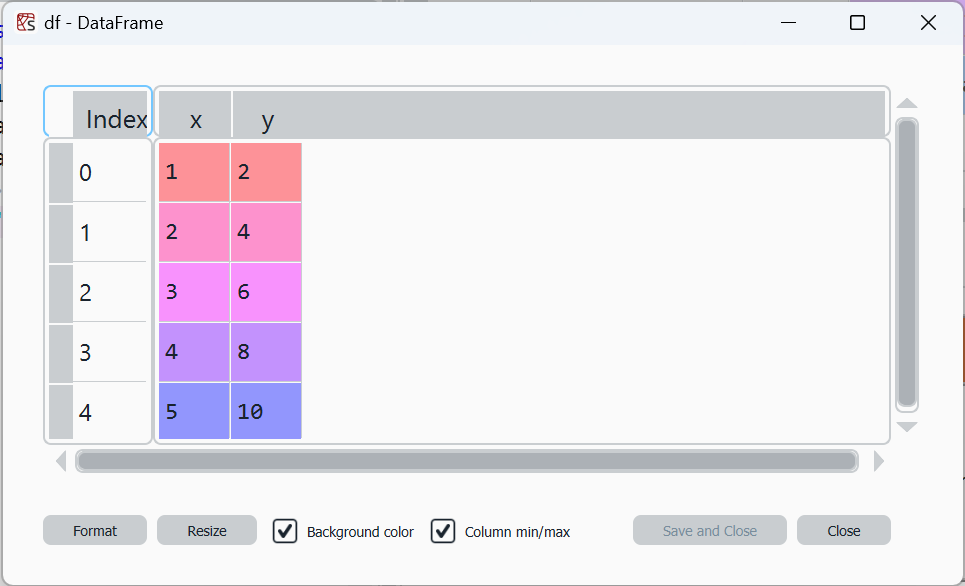 df - DataFrame
Index x y
0 1 2
1 2 4
2 3 6
3 4 8
4 5 10
Format Resize Background color Column min/max Save and Close Close